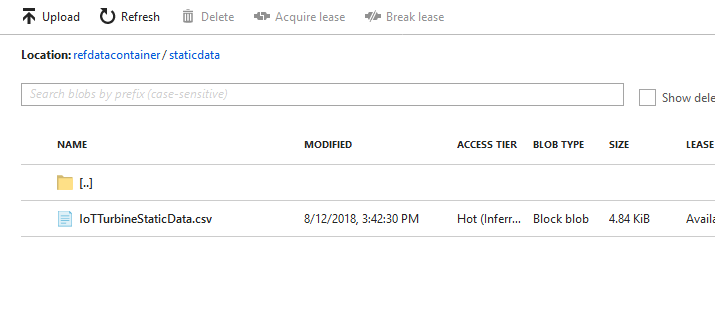 Upload Refresh Delete Acquire lease Break lease
Location: refdatacontainer / staticdata
Search blobs by prefix (case-sensitive) Show dele
NAME MODIFIED ACCESS TIER BLOB TYPE SIZE LEASE
[..]
IoTTurbineStaticData.csv 8/12/2018, 3:42:30 PM Hot (Inferr... Block blob 4.84 KiB Availa